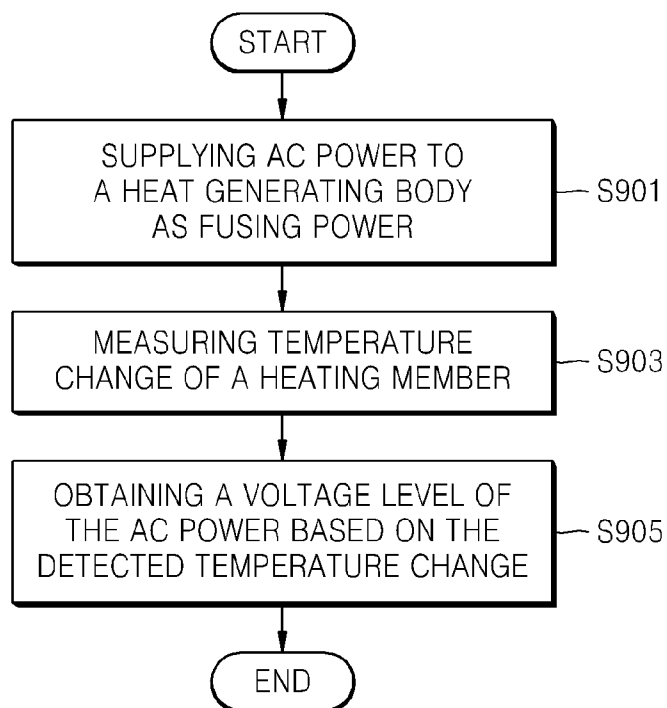 START
SUPPLYING AC POWER TO
A HEAT GENERATING BODY
AS FUSING POWER
S901
MEASURING TEMPERATURE
CHANGE OF A HEATING MEMBER
S903
OBTAINING A VOLTAGE LEVEL OF
THE AC POWER BASED ON THE
DETECTED TEMPERATURE CHANGE
S905
END